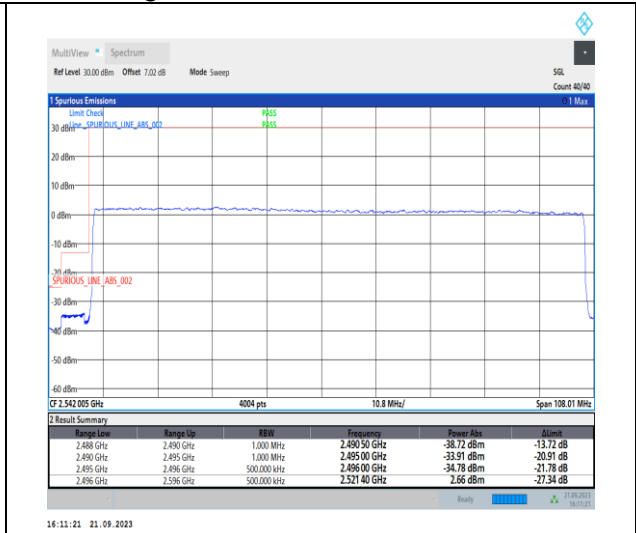 MultiView Spectrum
Ref Level 30.00 dBm Offset 7.02 dB Mode Sweep SGL
Count 40/40
1 Spurious Emissions 1 Max
Limit Check PASS
Line _SPURIOUS_LINE_ABS_002 PASS
30 dBm
20 dBm
10 dBm
0 dBm
-10 dBm
-20 dBm
_SPURIOUS_LINE_ABS_002
-30 dBm
-40 dBm
-50 dBm
-60 dBm
CF 2.542 005 GHz 4004 pts 10.8 MHz/ Span 108.01 MHz
2 Result Summary
Range Low Range Up RBW Frequency Power Abs ΔLimit
2.488 GHz 2.490 GHz 1.000 MHz 2.490 50 GHz -38.72 dBm -13.72 dB
2.490 GHz 2.495 GHz 1.000 MHz 2.495 00 GHz -33.91 dBm -20.91 dB
2.495 GHz 2.496 GHz 500.000 kHz 2.496 00 GHz -34.78 dBm -21.78 dB
2.496 GHz 2.596 GHz 500.000 kHz 2.521 40 GHz 2.66 dBm -27.34 dB
Ready 21.09.2023
16:11:21
16:11:21 21.09.2023